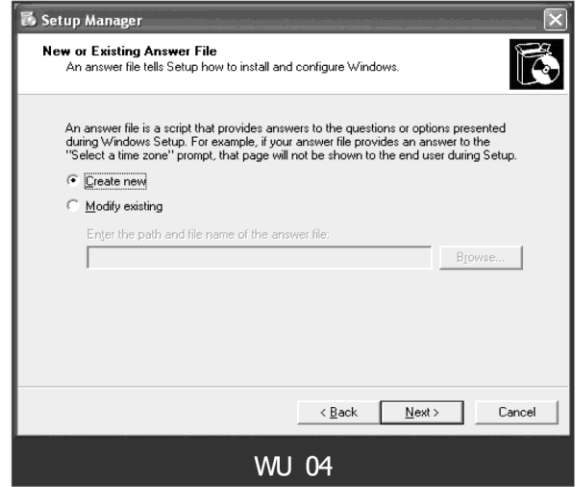 Setup Manager
New or Existing Answer File
An answer file tells Setup how to install and configure Windows.
An answer file is a script that provides answers to the questions or options presented
during Windows Setup. For example, if your answer file provides an answer to the
"Select a time zone" prompt, that page will not be shown to the end user during Setup.
Create new
Modify existing
Enter the path and file name of the answer file:
Browse...
< Back Next > Cancel
WU 04